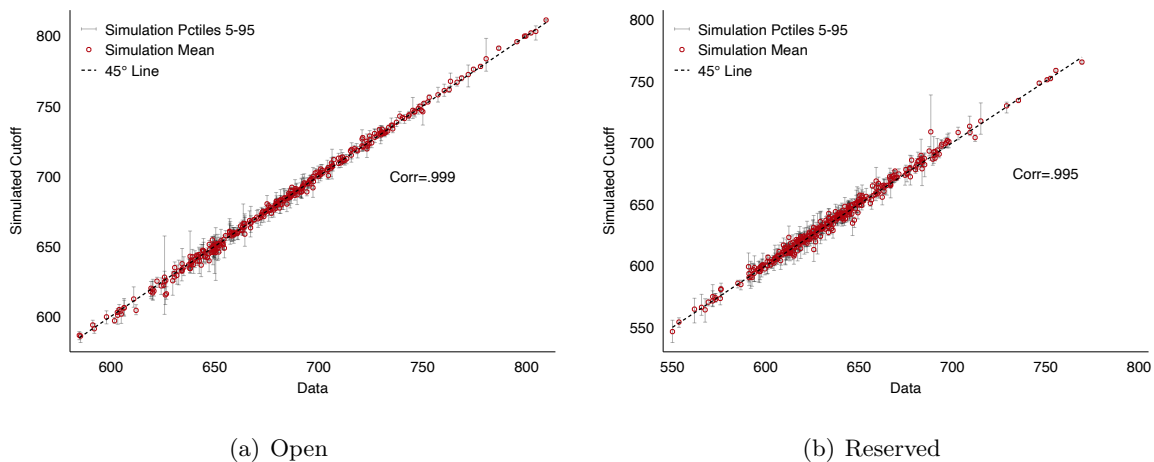 Simulation Pctiles 5-95
Simulation Mean
45° Line
Corr=.999
Simulated Cutoff
800
750
700
650
600
600 650 700 750 800
Data
(a) Open
Simulation Pctiles 5-95
Simulation Mean
45° Line
Corr=.995
Simulated Cutoff
800
750
700
650
600
550
550 600 650 700 750 800
Data
(b) Reserved